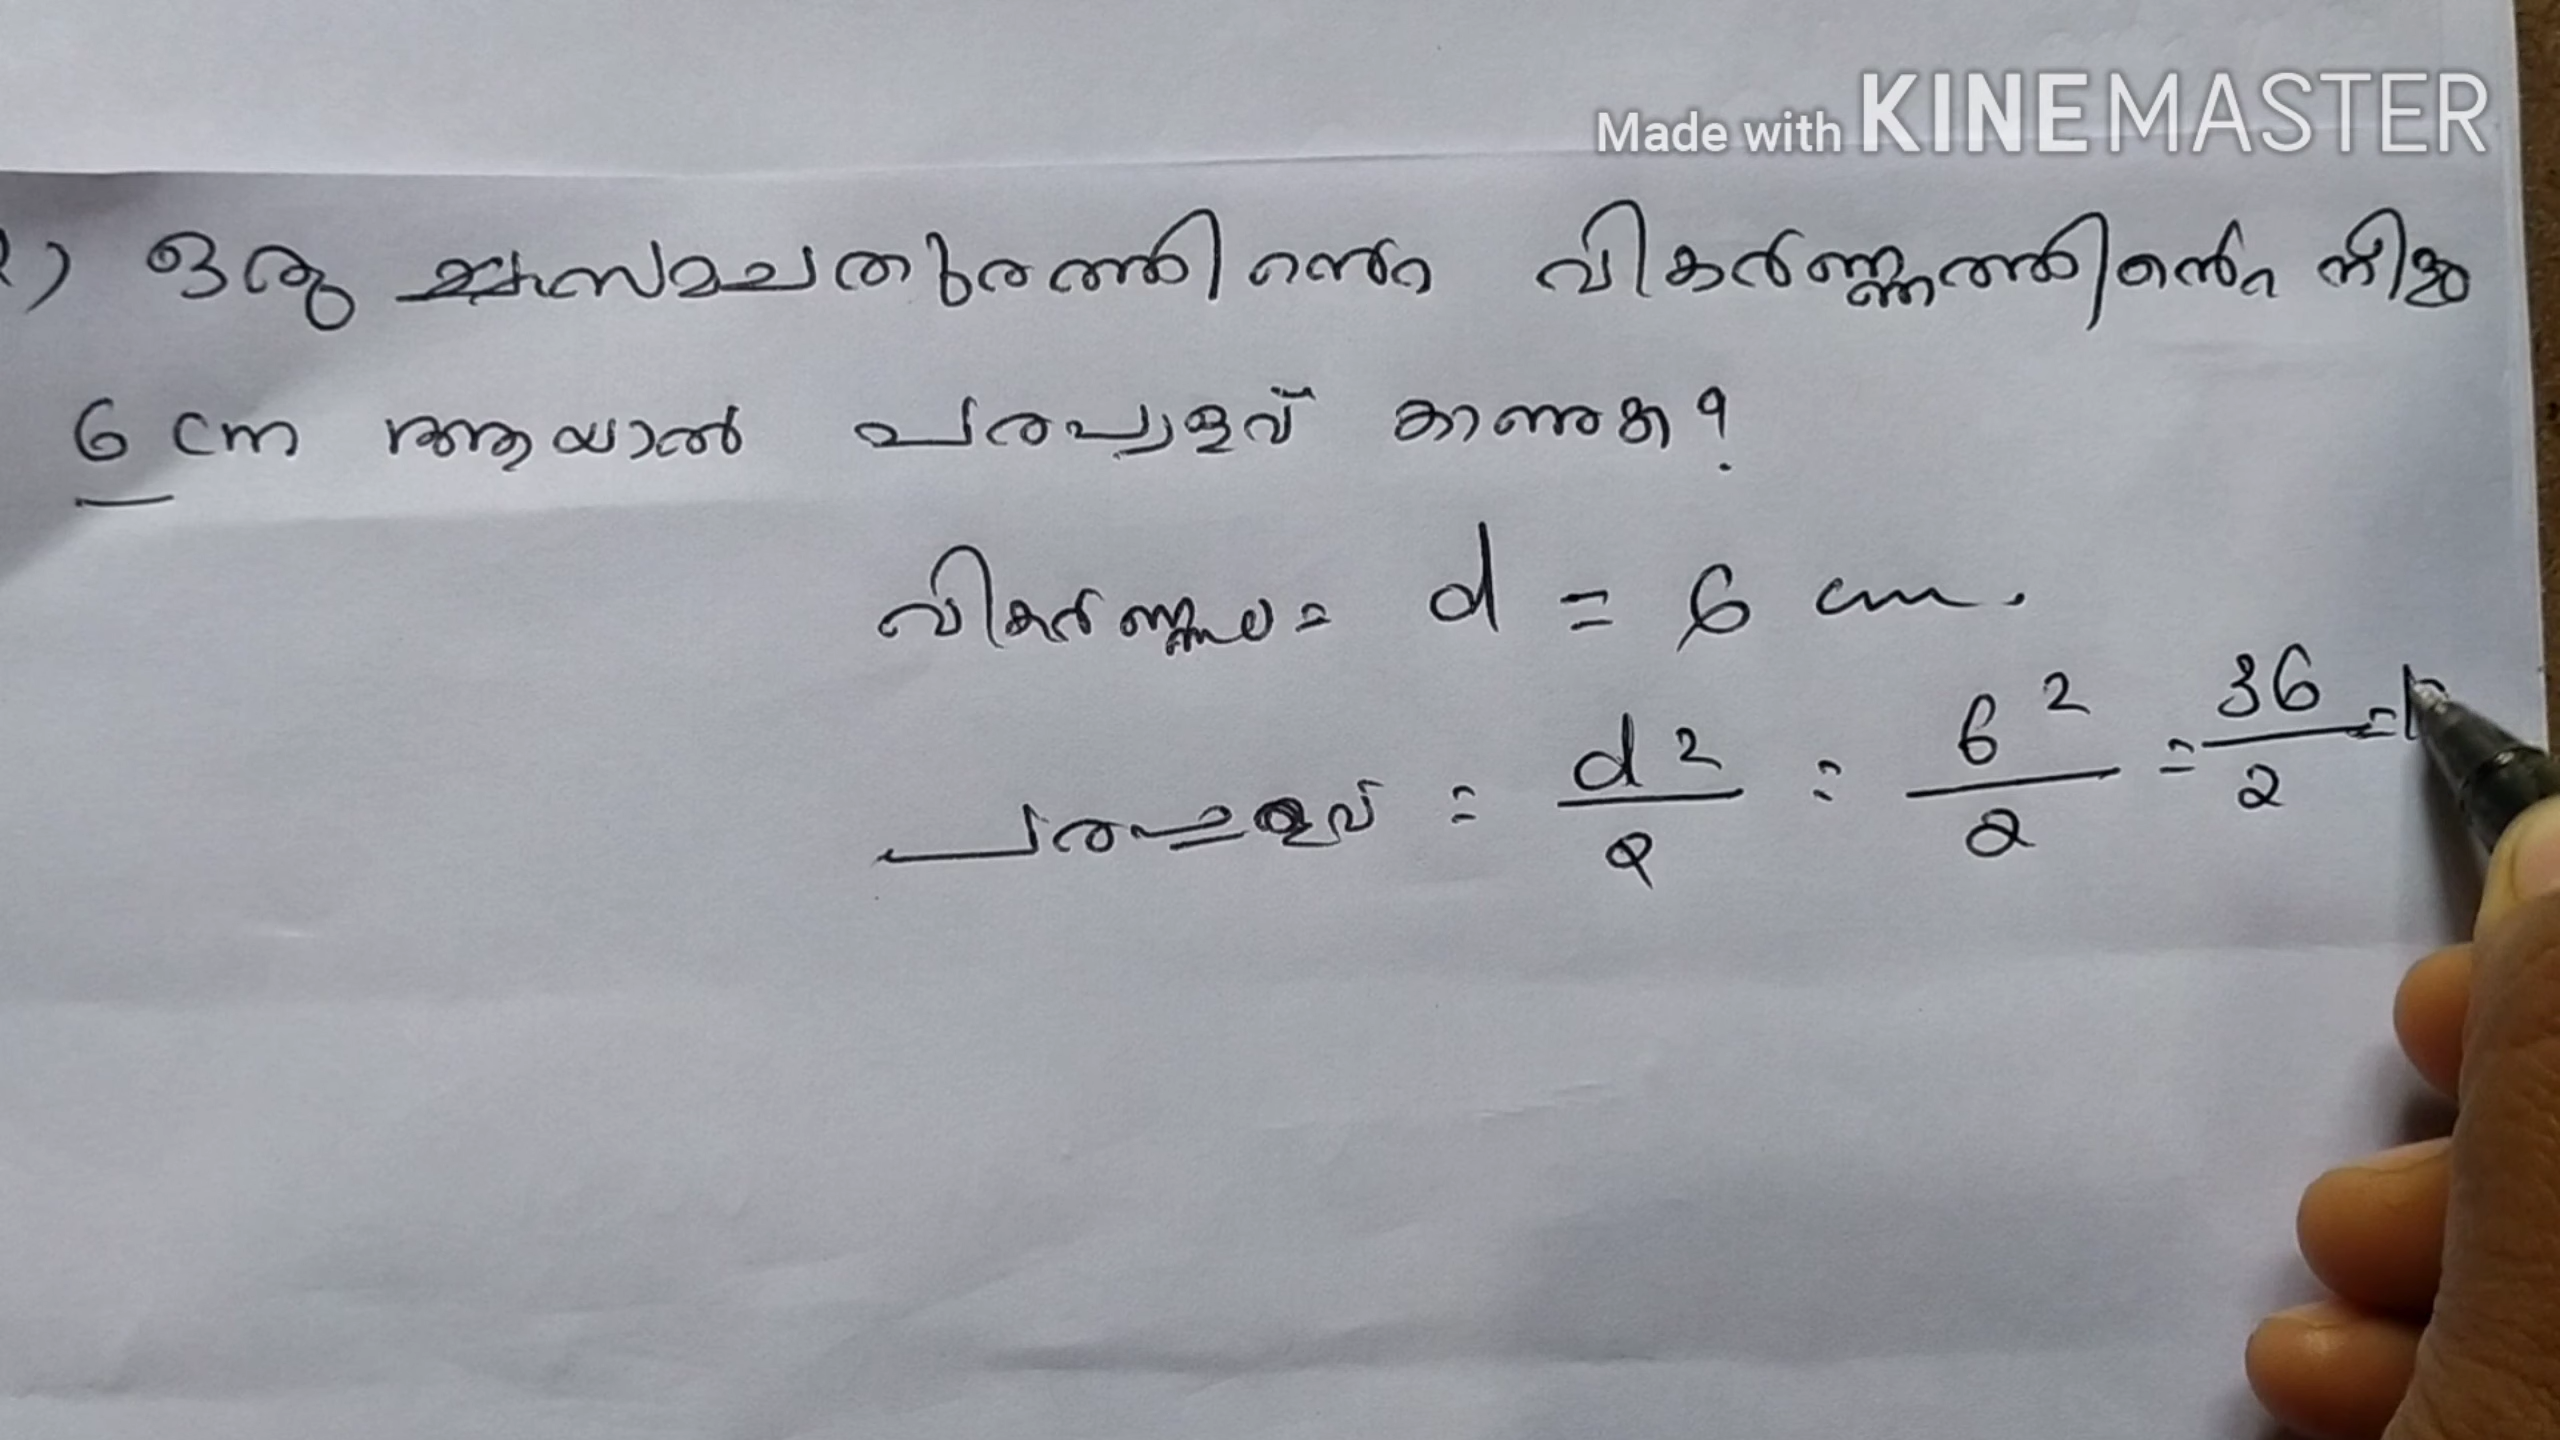 Made with KINEMASTER
2) ഒരു സമചതുരത്തിന്റെ വികർണ്ണത്തിന്റെ നീളം
6 cm ആയാൽ പരപ്പളവ് കാണുക?
വികർണ്ണം = d = 6 cm.
പരപ്പളവ് = d²/2 = 6²/2 = 36/2 = 1